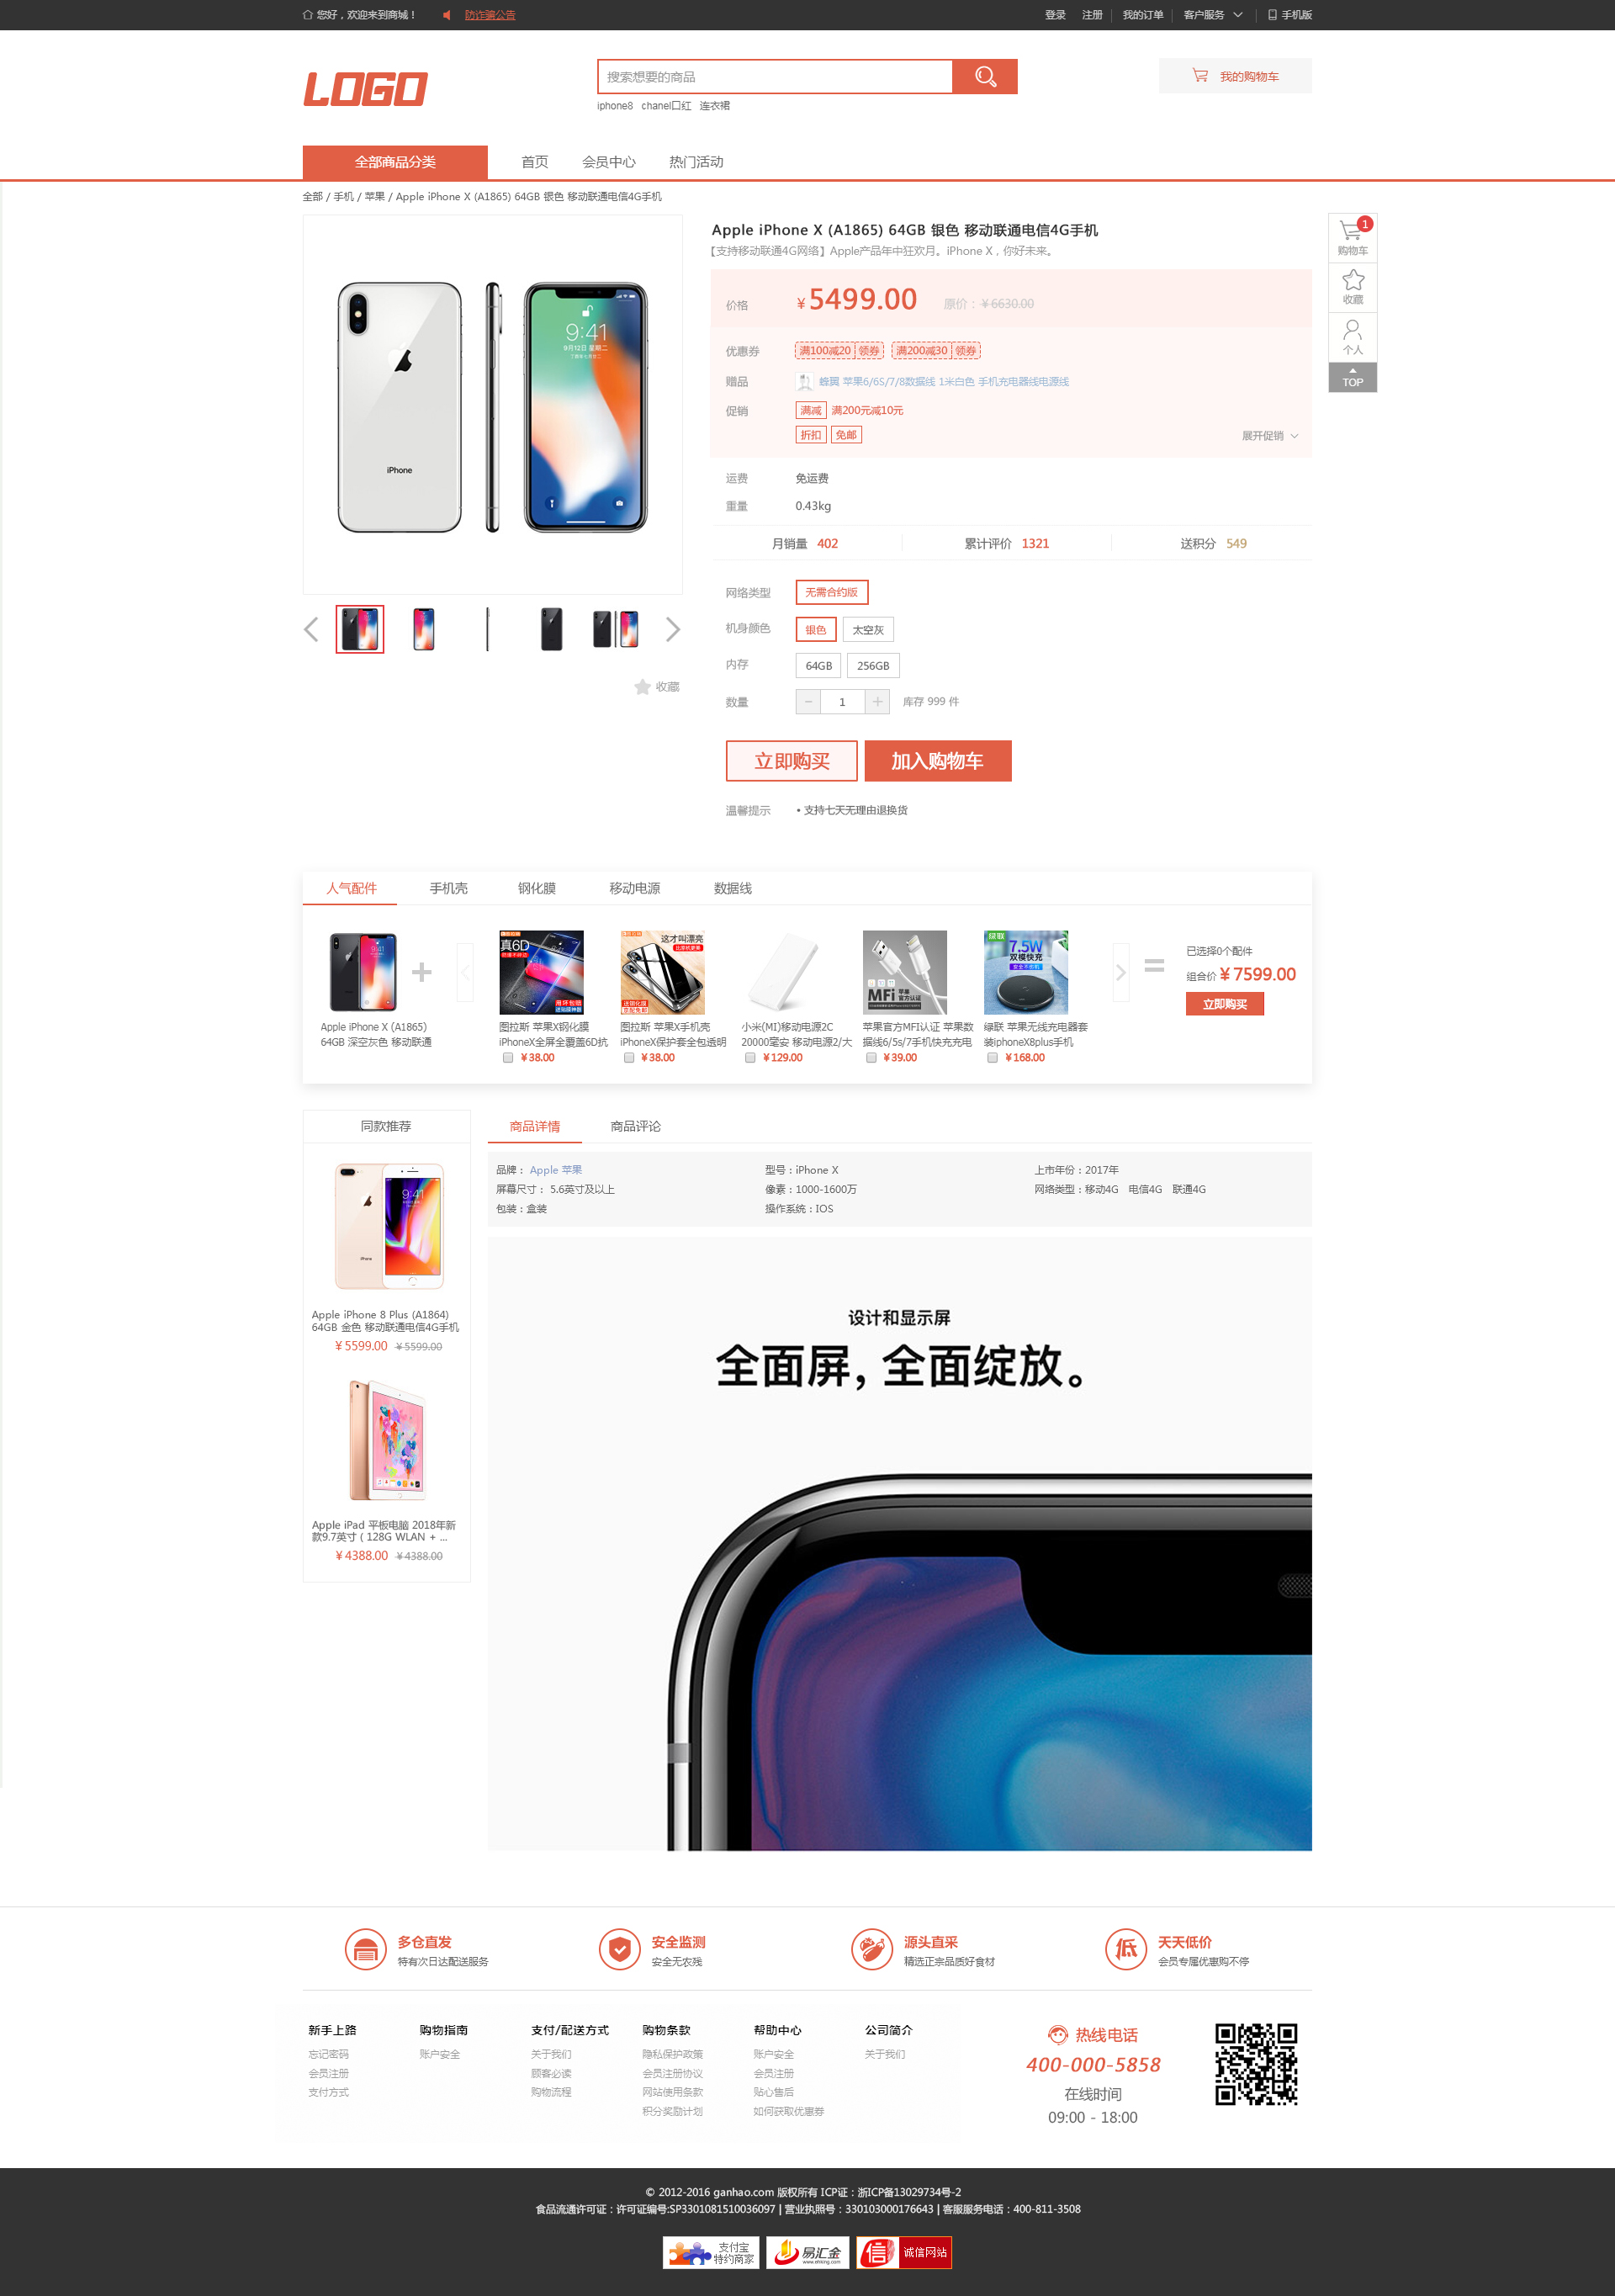 您好，欢迎来到商城！ 防诈骗公告 登录 注册 我的订单 客户服务 手机版
LOGO
搜索想要的商品
我的购物车
iphone8 chanel口红 连衣裙
全部商品分类 首页 会员中心 热门活动
全部 / 手机 / 苹果 / Apple iPhone X (A1865) 64GB 银色 移动联通电信4G手机
9:41
iPhone
收藏
Apple iPhone X (A1865) 64GB 银色 移动联通电信4G手机
【支持移动联通4G网络】Apple产品年中狂欢月。iPhone X，你好未来。
价格 ¥5499.00 原价：¥6630.00
优惠券 满100减20 领券 满200减30 领券
赠品 蜂翼 苹果6/6S/7/8数据线 1米白色 手机充电器线电源线
促销 满减 满200元减10元
折扣 免邮 展开促销
运费 免运费
重量 0.43kg
月销量 402 累计评价 1321 送积分 549
网络类型 无需合约版
机身颜色 银色 太空灰
内存 64GB 256GB
数量 - 1 + 库存 999 件
立即购买 加入购物车
温馨提示 • 支持七天无理由退换货
1
购物车
收藏
个人
TOP
人气配件 手机壳 钢化膜 移动电源 数据线
Apple iPhone X (A1865)
64GB 深空灰色 移动联通
+
真6D
图拉斯 苹果X钢化膜
iPhoneX全屏全覆盖6D抗
¥38.00
这才叫漂亮
图拉斯 苹果X手机壳
iPhoneX保护套全包透明
¥38.00
小米(MI)移动电源2C
20000毫安 移动电源2/大
¥129.00
MFi 苹果官方认证
苹果官方MFI认证 苹果数
据线6/5s/7手机快充充电
¥39.00
绿联
7.5W
双模快充
绿联 苹果无线充电器套
装iphoneX8plus手机
¥168.00
=
已选择0个配件
组合价 ¥7599.00
立即购买
同款推荐
9:41
Apple iPhone 8 Plus (A1864)
64GB 金色 移动联通电信4G手机
¥5599.00 ¥5599.00
Apple iPad 平板电脑 2018年新
款9.7英寸 ( 128G WLAN + ...
¥4388.00 ¥4388.00
商品详情 商品评论
品牌： Apple 苹果 型号：iPhone X 上市年份：2017年
屏幕尺寸： 5.6英寸及以上 像素：1000-1600万 网络类型：移动4G 电信4G 联通4G
包装：盒装 操作系统：IOS
设计和显示屏
全面屏，全面绽放。
多仓直发
特有次日达配送服务
安全监测
安全无农残
源头直采
精选正宗品质好食材
低
天天低价
会员专属优惠购不停
新手上路
忘记密码
会员注册
支付方式
购物指南
账户安全
支付/配送方式
关于我们
顾客必读
购物流程
购物条款
隐私保护政策
会员注册协议
网站使用条款
积分奖励计划
帮助中心
账户安全
会员注册
贴心售后
如何获取优惠券
公司简介
关于我们
热线电话
400-000-5858
在线时间
09:00 - 18:00
© 2012-2016 ganhao.com 版权所有 ICP证：浙ICP备13029734号-2
食品流通许可证：许可证编号:SP3301081510036097 | 营业执照号：330103000176643 | 客服服务电话：400-811-3508
支付宝
特约商家
易汇金
信 诚信网站